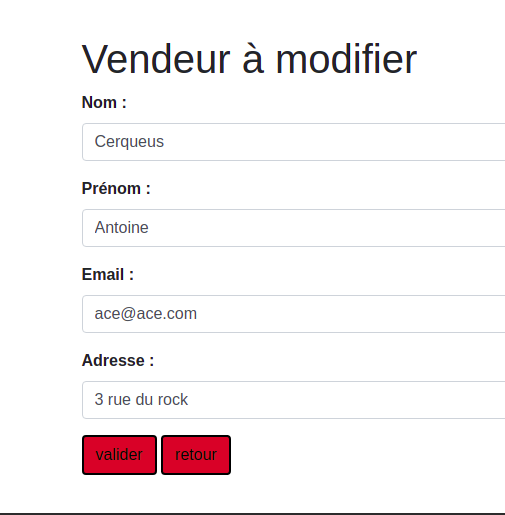 Vendeur à modifier
Nom :
Cerqueus
Prénom :
Antoine
Email :
ace@ace.com
Adresse :
3 rue du rock
valider retour